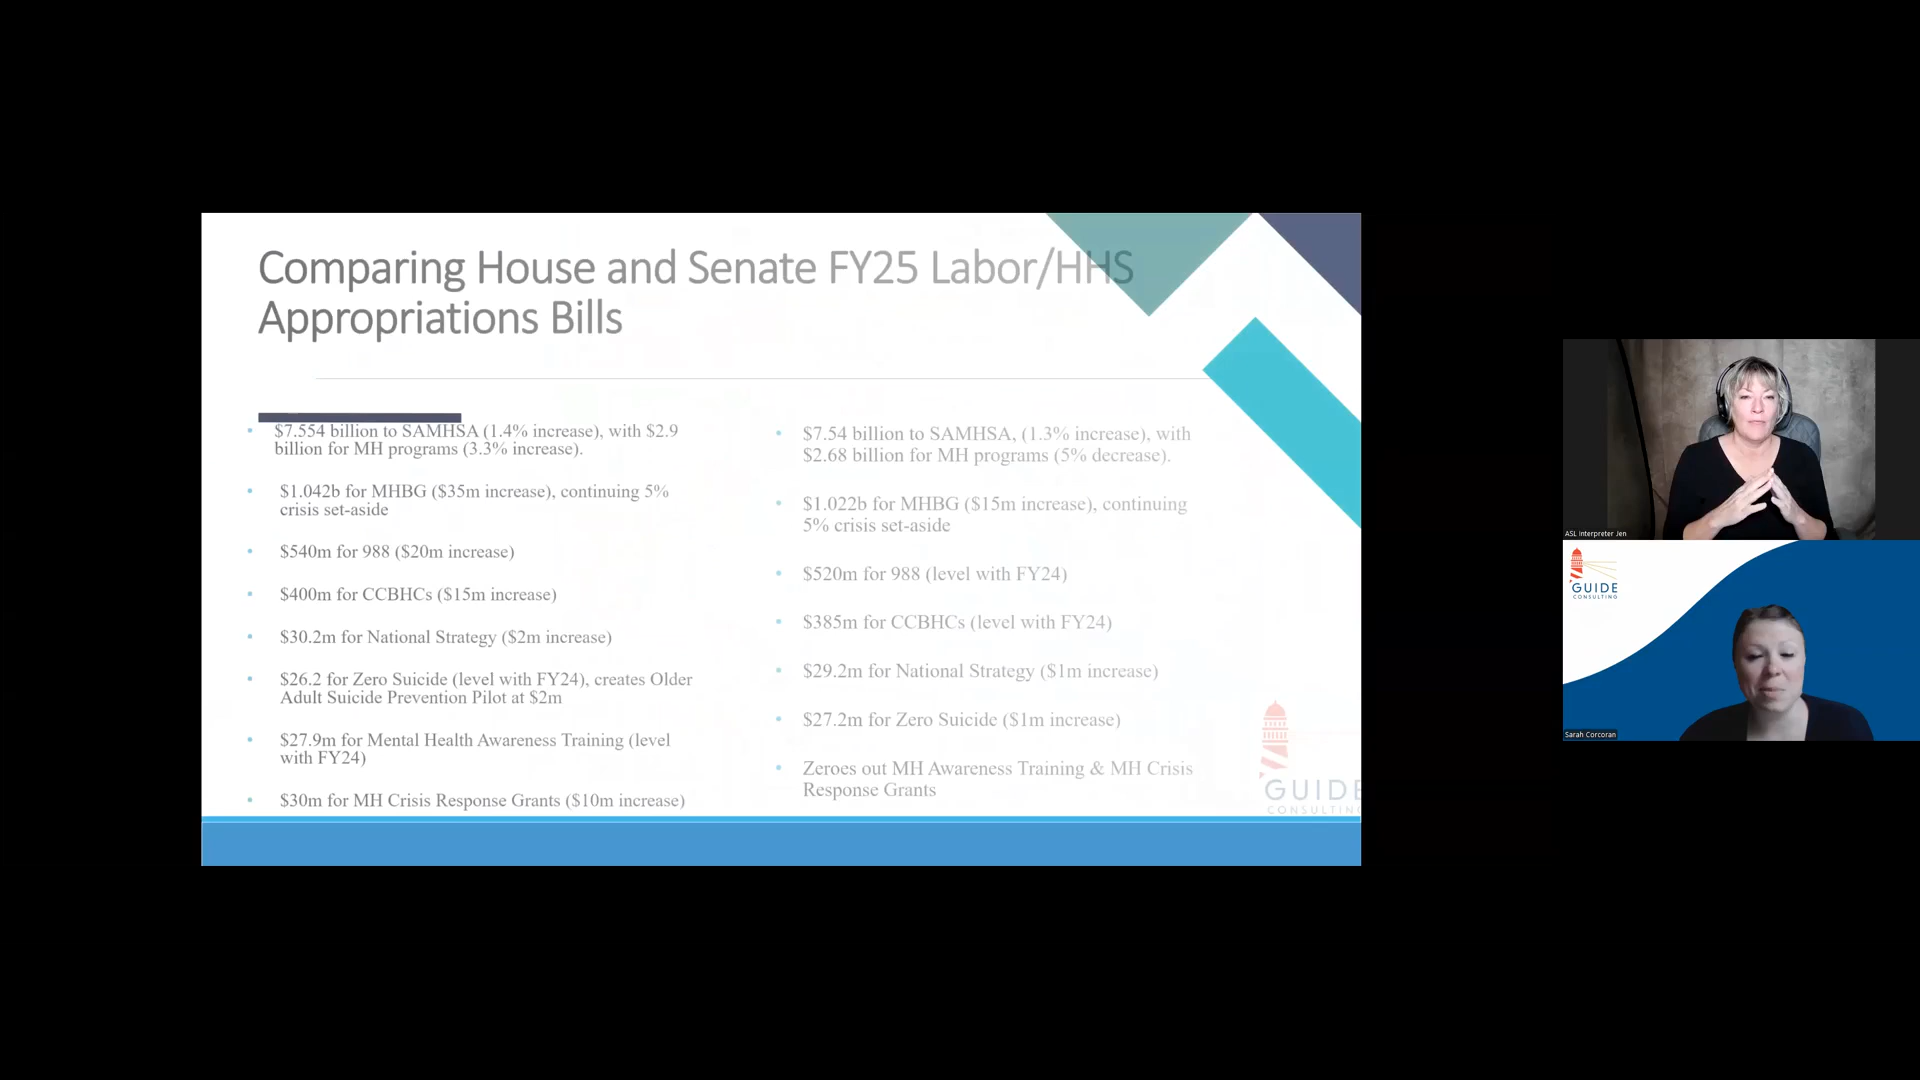 Comparing House and Senate FY25 Labor/HHS
Appropriations Bills
• $7.554 billion to SAMHSA (1.4% increase), with $2.9
billion for MH programs (3.3% increase).
• $1.042b for MHBG ($35m increase), continuing 5%
crisis set-aside
• $540m for 988 ($20m increase)
• $400m for CCBHCs ($15m increase)
• $30.2m for National Strategy ($2m increase)
• $26.2 for Zero Suicide (level with FY24), creates Older
Adult Suicide Prevention Pilot at $2m
• $27.9m for Mental Health Awareness Training (level
with FY24)
• $30m for MH Crisis Response Grants ($10m increase)
• $7.54 billion to SAMHSA, (1.3% increase), with
$2.68 billion for MH programs (5% decrease).
• $1.022b for MHBG ($15m increase), continuing
5% crisis set-aside
• $520m for 988 (level with FY24)
• $385m for CCBHCs (level with FY24)
• $29.2m for National Strategy ($1m increase)
• $27.2m for Zero Suicide ($1m increase)
• Zeroes out MH Awareness Training & MH Crisis
Response Grants
GUIDE
CONSULTING
ASL Interpreter Jen
GUIDE
CONSULTING
Sarah Corcoran